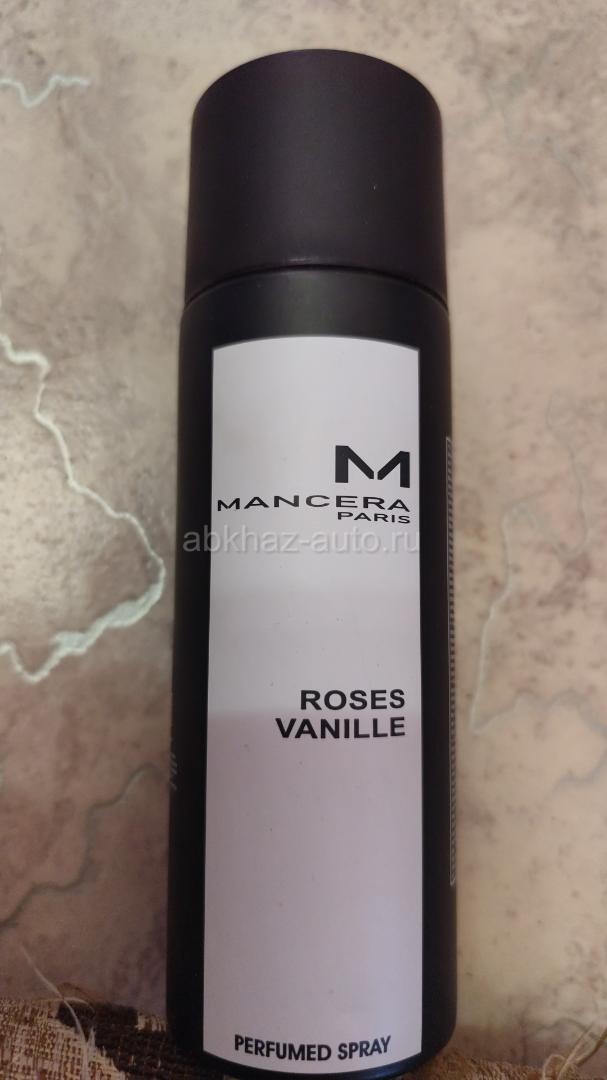 M
MANCERA
PARIS
abkhaz-auto.ru
ROSES
VANILLE
PERFUMED SPRAY